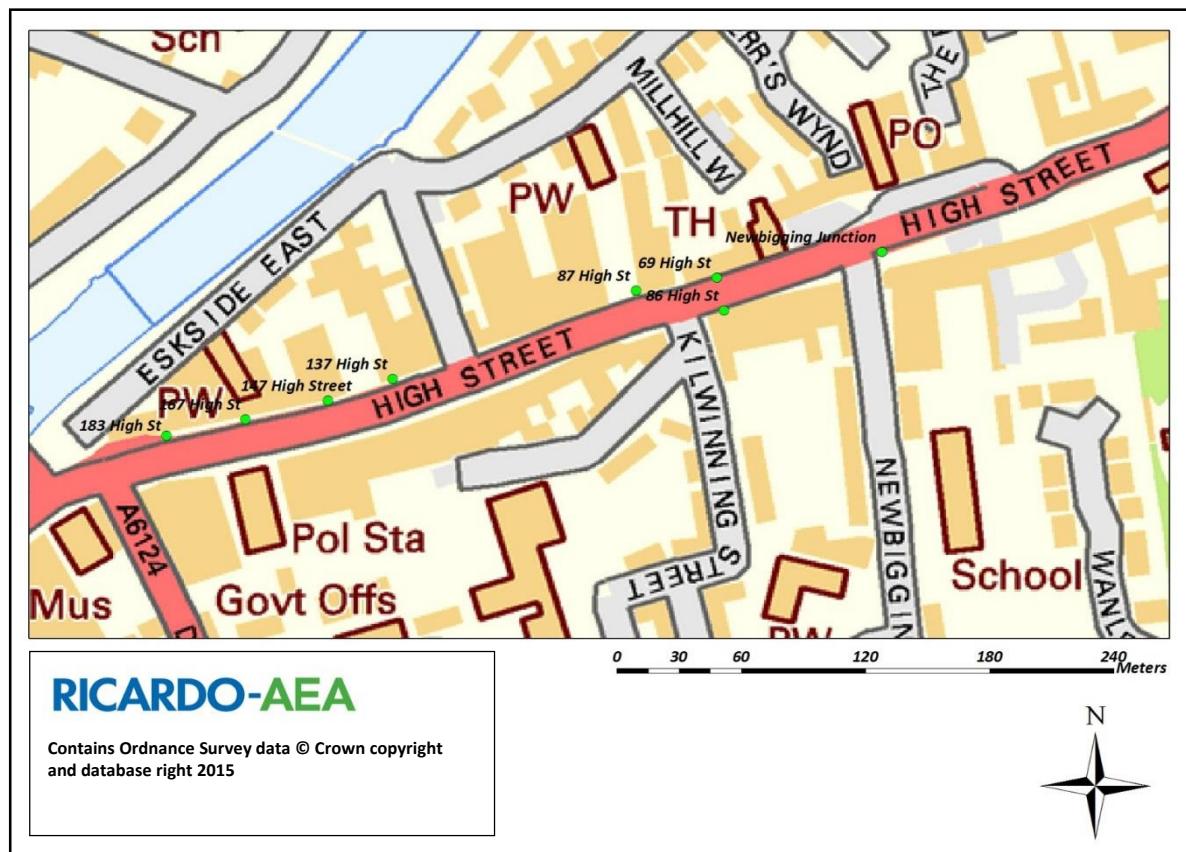 Sch
ERR'S WYND
THE
MILLHILL W
PO
PW
TH
HIGH STREET
Newbigging Junction
69 High St
87 High St
86 High St
ESKSIDE EAST
137 High St
147 High Street
PW
167 High St
183 High St
HIGH STREET
KILWINNING STREET
NEWBIGGIN
A6124
Pol Sta
Mus
Govt Offs
School
WANL
PW
0 30 60 120 180 240
Meters
RICARDO-AEA
Contains Ordnance Survey data © Crown copyright
and database right 2015
N